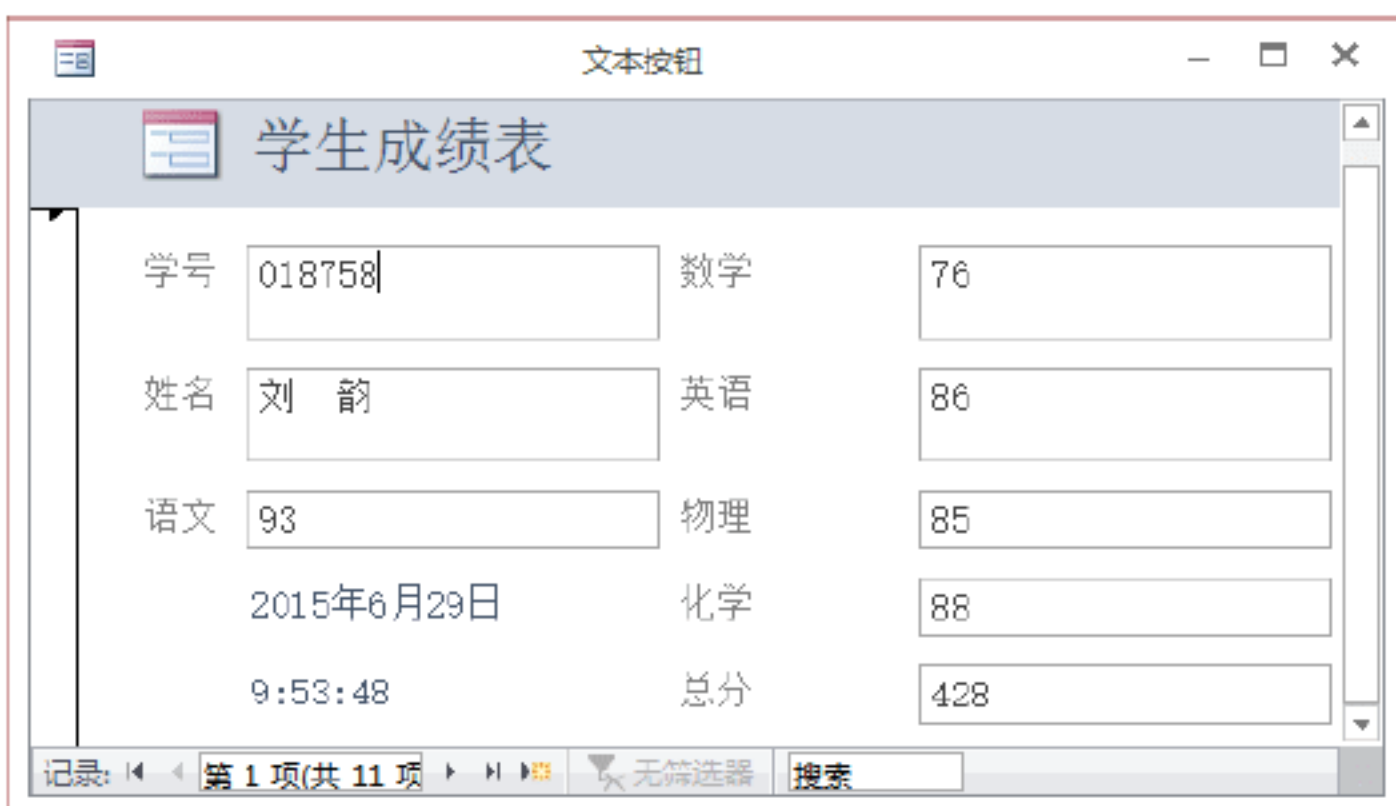 文本按钮
学生成绩表
学号 018758 数学 76
姓名 刘 韵 英语 86
语文 93 物理 85
2015年6月29日 化学 88
9:53:48 总分 428
记录: 第 1 项(共 11 项 无筛选器 搜索